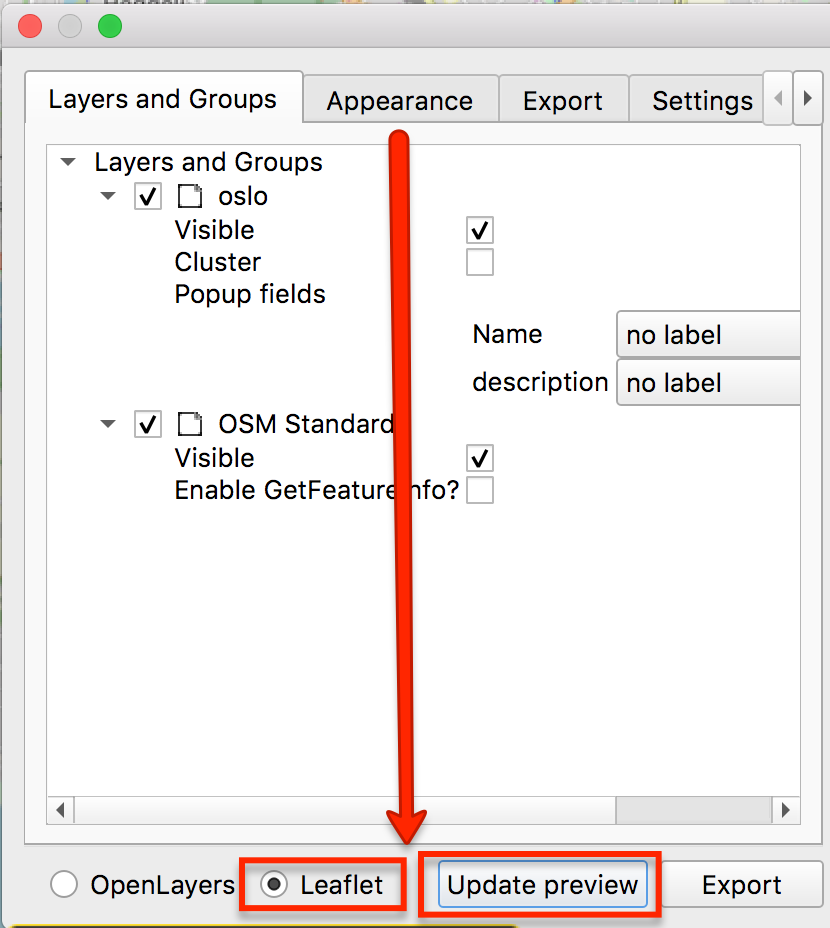 Layers and Groups Appearance Export Settings
Layers and Groups
oslo
Visible
Cluster
Popup fields
Name no label
description no label
OSM Standard
Visible
Enable GetFeatureInfo?
OpenLayers Leaflet Update preview Export